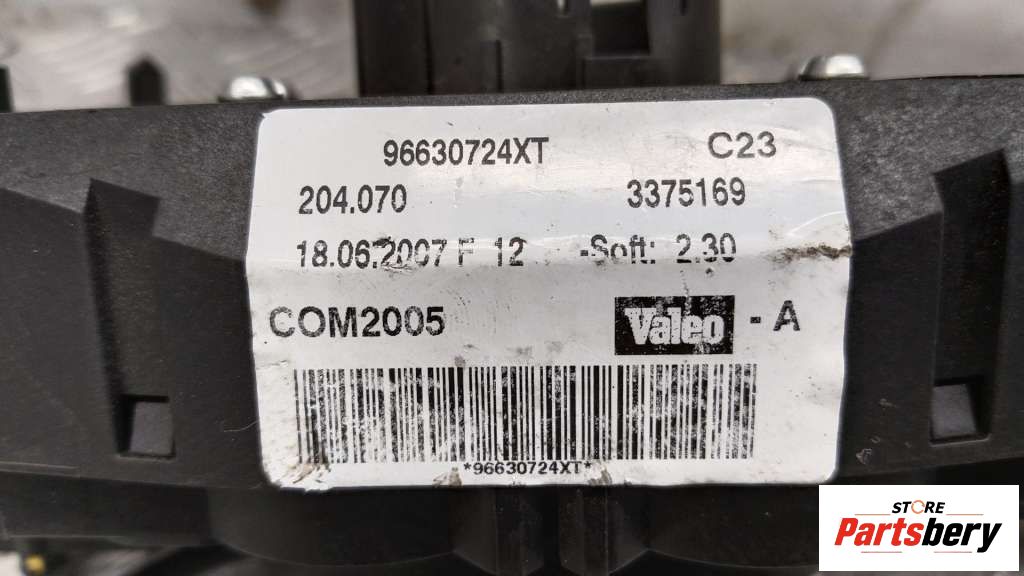 96630724XT C23
204.070 3375169
18.06.2007 F 12 -Soft: 2.30
COM2005 Valeo - A
*96630724XT*
STORE
Partsbery